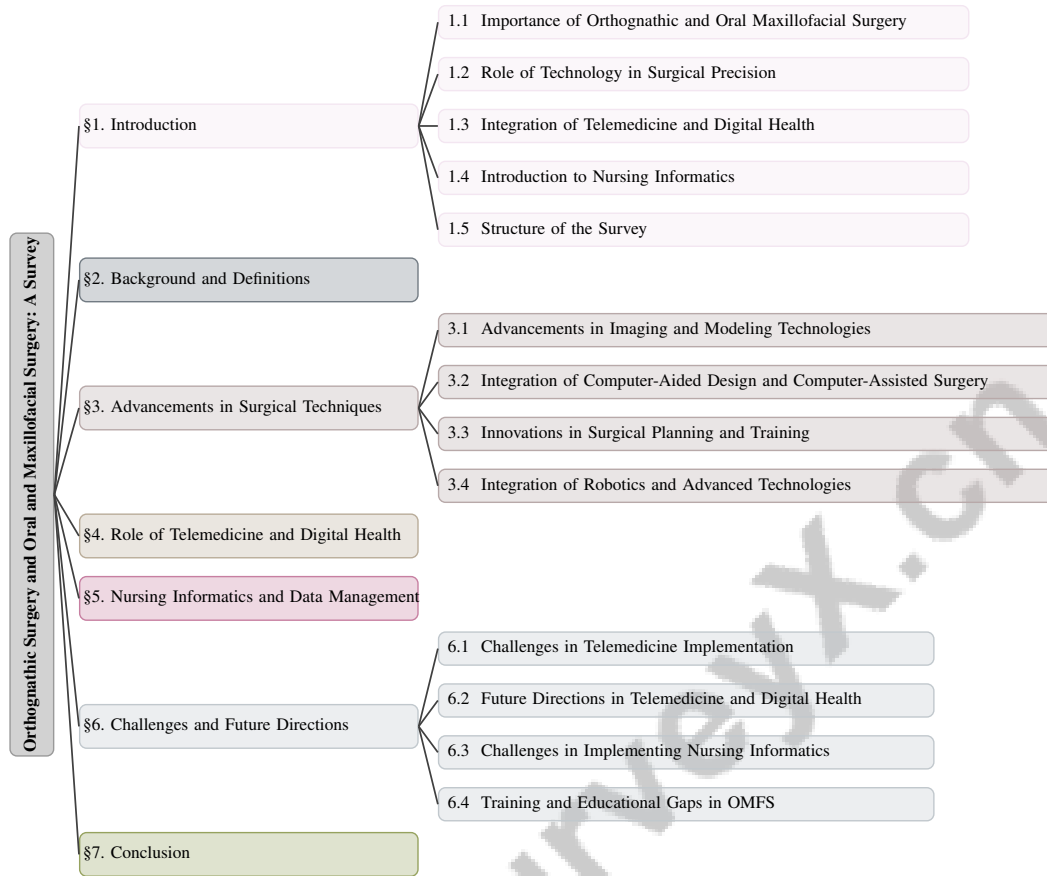 Orthognathic Surgery and Oral and Maxillofacial Surgery: A Survey
§1. Introduction
1.1 Importance of Orthognathic and Oral Maxillofacial Surgery
1.2 Role of Technology in Surgical Precision
1.3 Integration of Telemedicine and Digital Health
1.4 Introduction to Nursing Informatics
1.5 Structure of the Survey
§2. Background and Definitions
§3. Advancements in Surgical Techniques
3.1 Advancements in Imaging and Modeling Technologies
3.2 Integration of Computer-Aided Design and Computer-Assisted Surgery
3.3 Innovations in Surgical Planning and Training
3.4 Integration of Robotics and Advanced Technologies
§4. Role of Telemedicine and Digital Health
§5. Nursing Informatics and Data Management
§6. Challenges and Future Directions
6.1 Challenges in Telemedicine Implementation
6.2 Future Directions in Telemedicine and Digital Health
6.3 Challenges in Implementing Nursing Informatics
6.4 Training and Educational Gaps in OMFS
§7. Conclusion
urveyx.cn